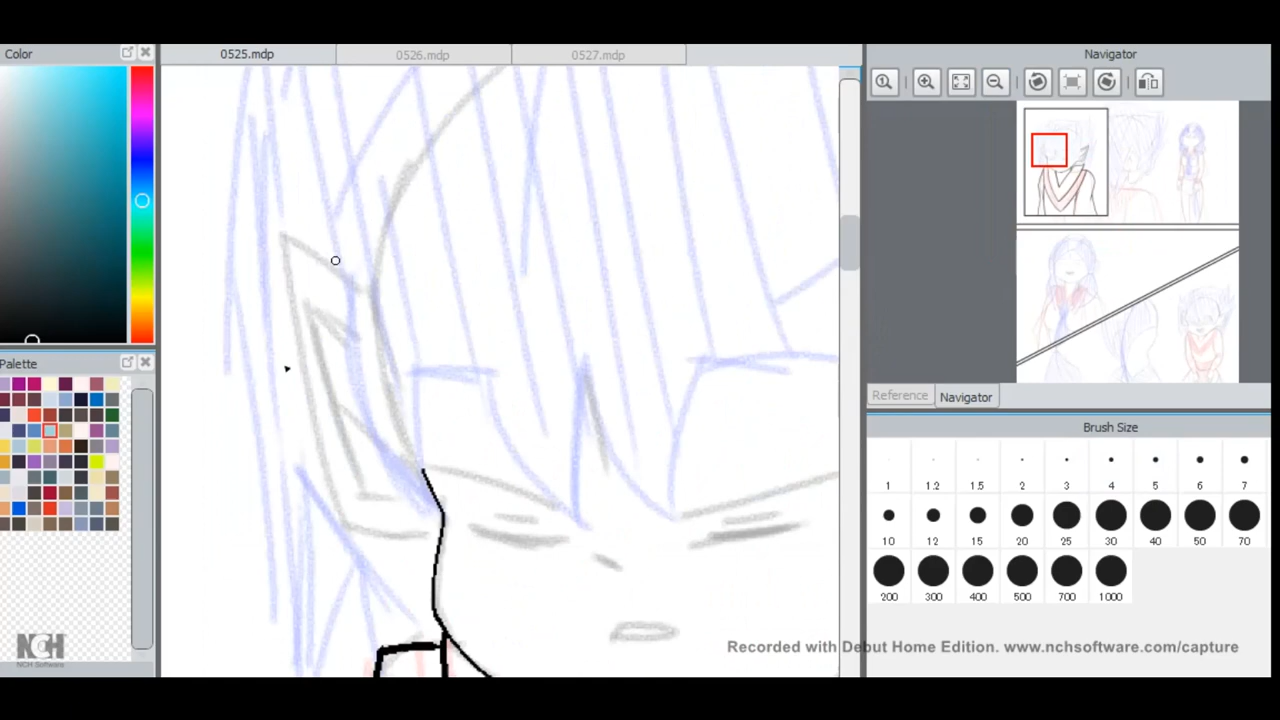 Color
0525.mdp
0526.mdp
0527.mdp
Navigator
1
Palette
Reference
Navigator
Brush Size
1 1.2 1.5 2 3 4 5 6 7
10 12 15 20 25 30 40 50 70
200 300 400 500 700 1000
NCH
NCH Software
Recorded with Debut Home Edition. www.nchsoftware.com/capture